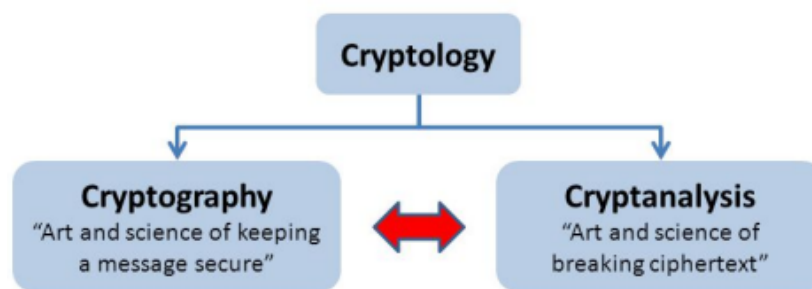 Cryptology
Cryptography
“Art and science of keeping
a message secure”
Cryptanalysis
“Art and science of
breaking ciphertext”